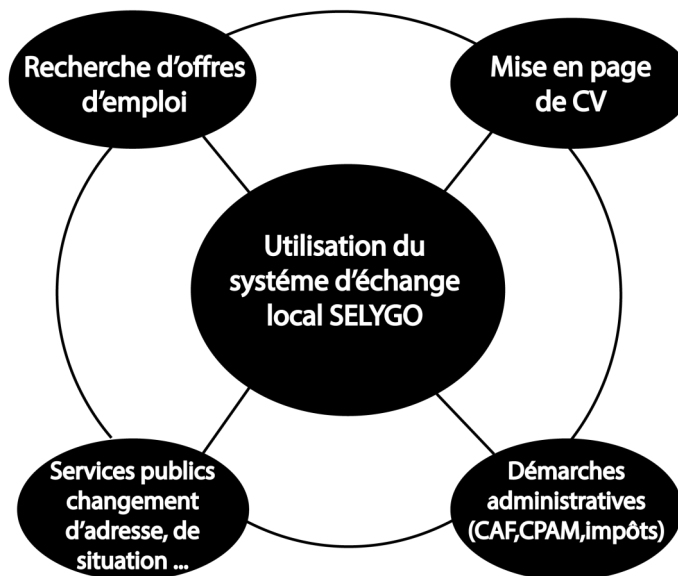 Recherche d'offres
d'emploi
Mise en page
de CV
Utilisation du
systéme d'échange
local SELYGO
Services publics
changement
d'adresse, de
situation ...
Démarches
administratives
(CAF,CPAM,impôts)